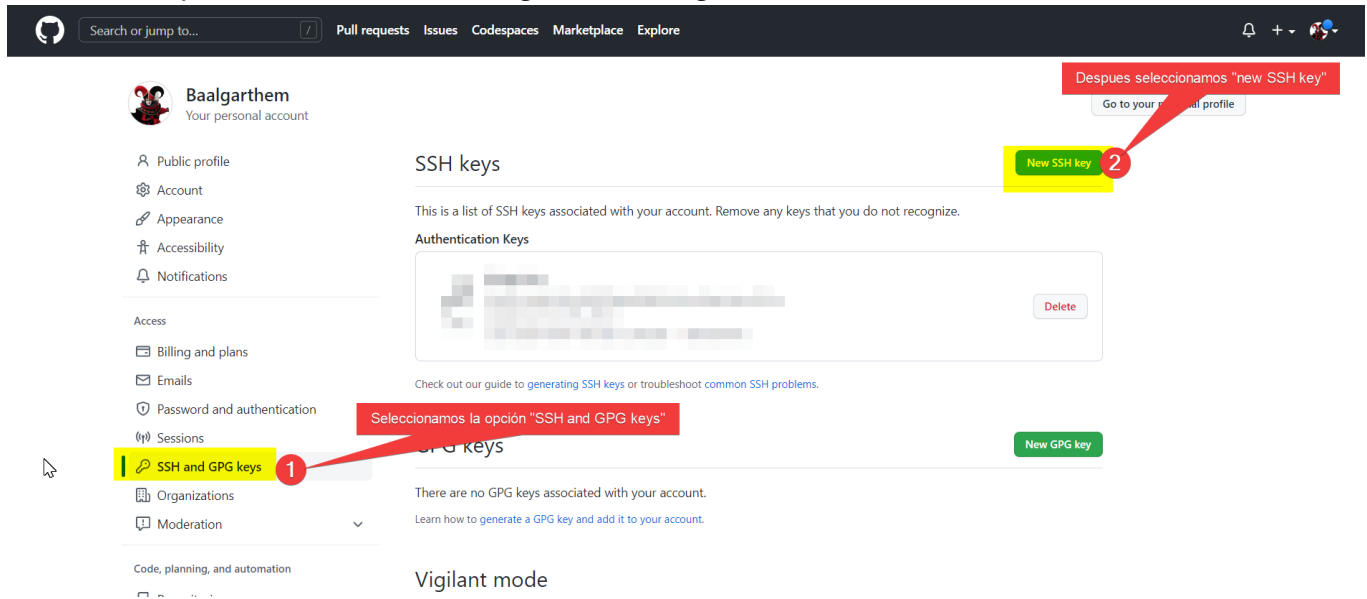 Search or jump to... / Pull requests Issues Codespaces Marketplace Explore
Despues seleccionamos "new SSH key"
Baalgarthem
Your personal account
Go to your profile
Public profile
Account
Appearance
Accessibility
Notifications
Access
Billing and plans
Emails
Password and authentication
Sessions
SSH and GPG keys
1
Organizations
Moderation
Code, planning, and automation
SSH keys
New SSH key
2
This is a list of SSH keys associated with your account. Remove any keys that you do not recognize.
Authentication Keys
Delete
Check out our guide to generating SSH keys or troubleshoot common SSH problems.
Seleccionamos la opción "SSH and GPG keys"
GPG keys
New GPG key
There are no GPG keys associated with your account.
Learn how to generate a GPG key and add it to your account.
Vigilant mode